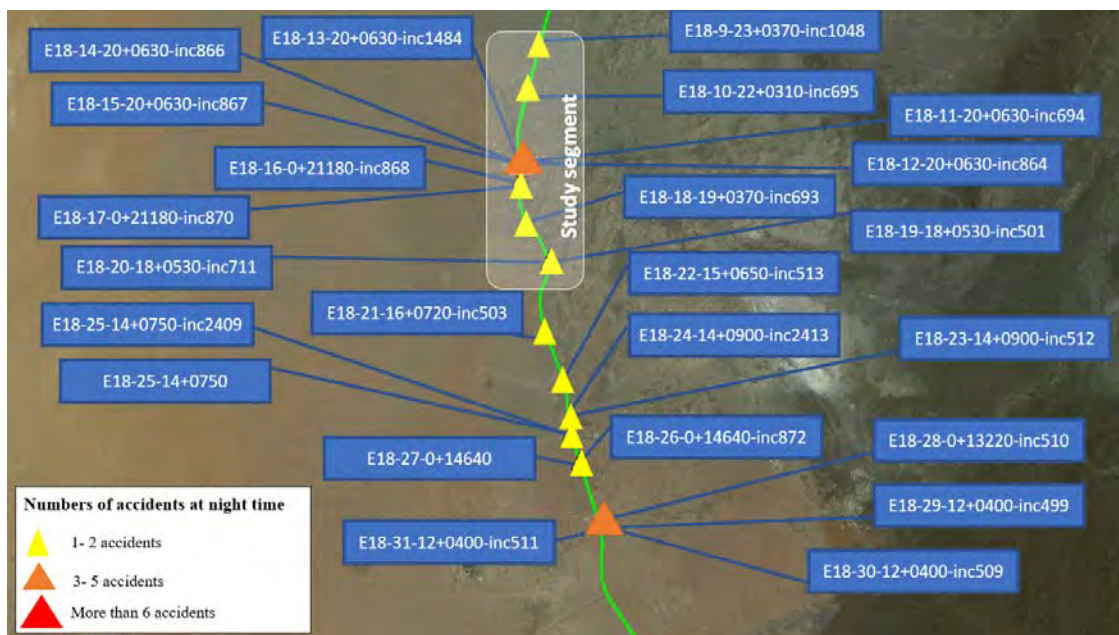 E18-9-23+0370-inc1048
E18-13-20+0630-inc1484
E18-14-20+0630-inc866
E18-10-22+0310-inc695
E18-15-20+0630-inc867
E18-11-20+0630-inc694
E18-16-0+21180-inc868
E18-12-20+0630-inc864
E18-17-0+21180-inc870
E18-18-19+0370-inc693
Study segment
E18-19-18+0530-inc501
E18-20-18+0530-inc711
E18-22-15+0650-inc513
E18-21-16+0720-inc503
E18-25-14+0750-inc2409
E18-24-14+0900-inc2413
E18-23-14+0900-inc512
E18-25-14+0750
E18-26-0+14640-inc872
E18-28-0+13220-inc510
E18-27-0+14640
E18-29-12+0400-inc499
E18-31-12+0400-inc511
E18-30-12+0400-inc509
Numbers of accidents at night time
1- 2 accidents
3- 5 accidents
More than 6 accidents